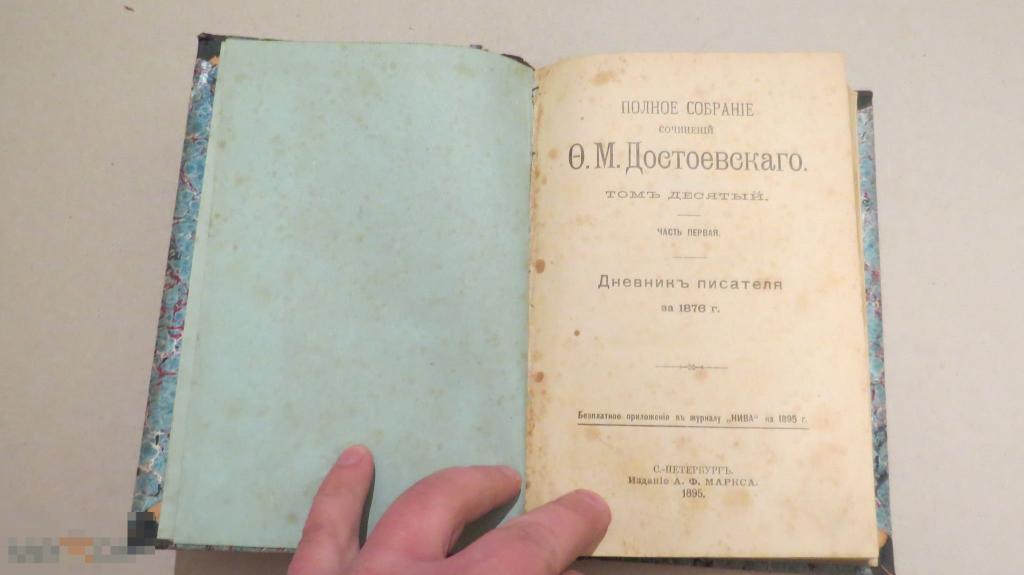 ПОЛНОЕ СОБРАНІЕ
СОЧИНЕНІЙ
Ѳ. М. Достоевскаго.
ТОМЪ ДЕСЯТЫЙ.
ЧАСТЬ ПЕРВАЯ.
Дневникъ писателя
за 1876 г.
Безплатное приложеніе къ журналу „НИВА“ на 1895 г.
С.-ПЕТЕРБУРГЪ.
Изданіе А. Ф. МАРКСА.
1895.